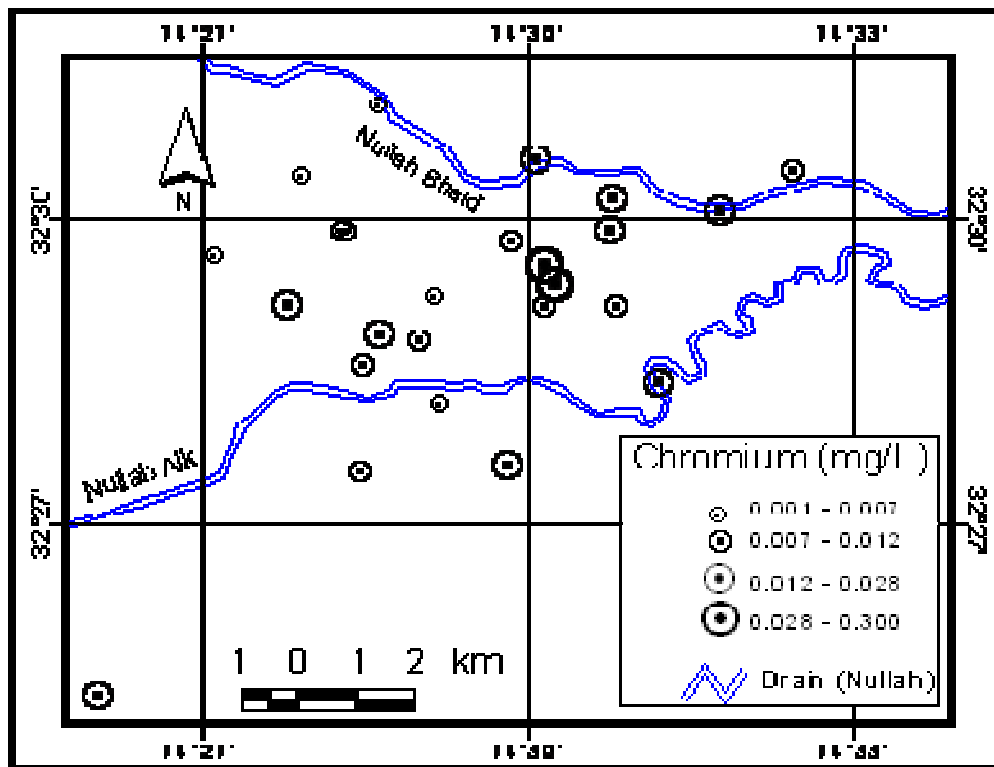 Nullah Bheid
N
32°30'
32°30'
Nullah Aik
32°27'
32°27'
Chromium (mg/L)
0.001 - 0.007
0.007 - 0.012
0.012 - 0.028
0.028 - 0.300
Drain (Nullah)
1 0 1 2 km